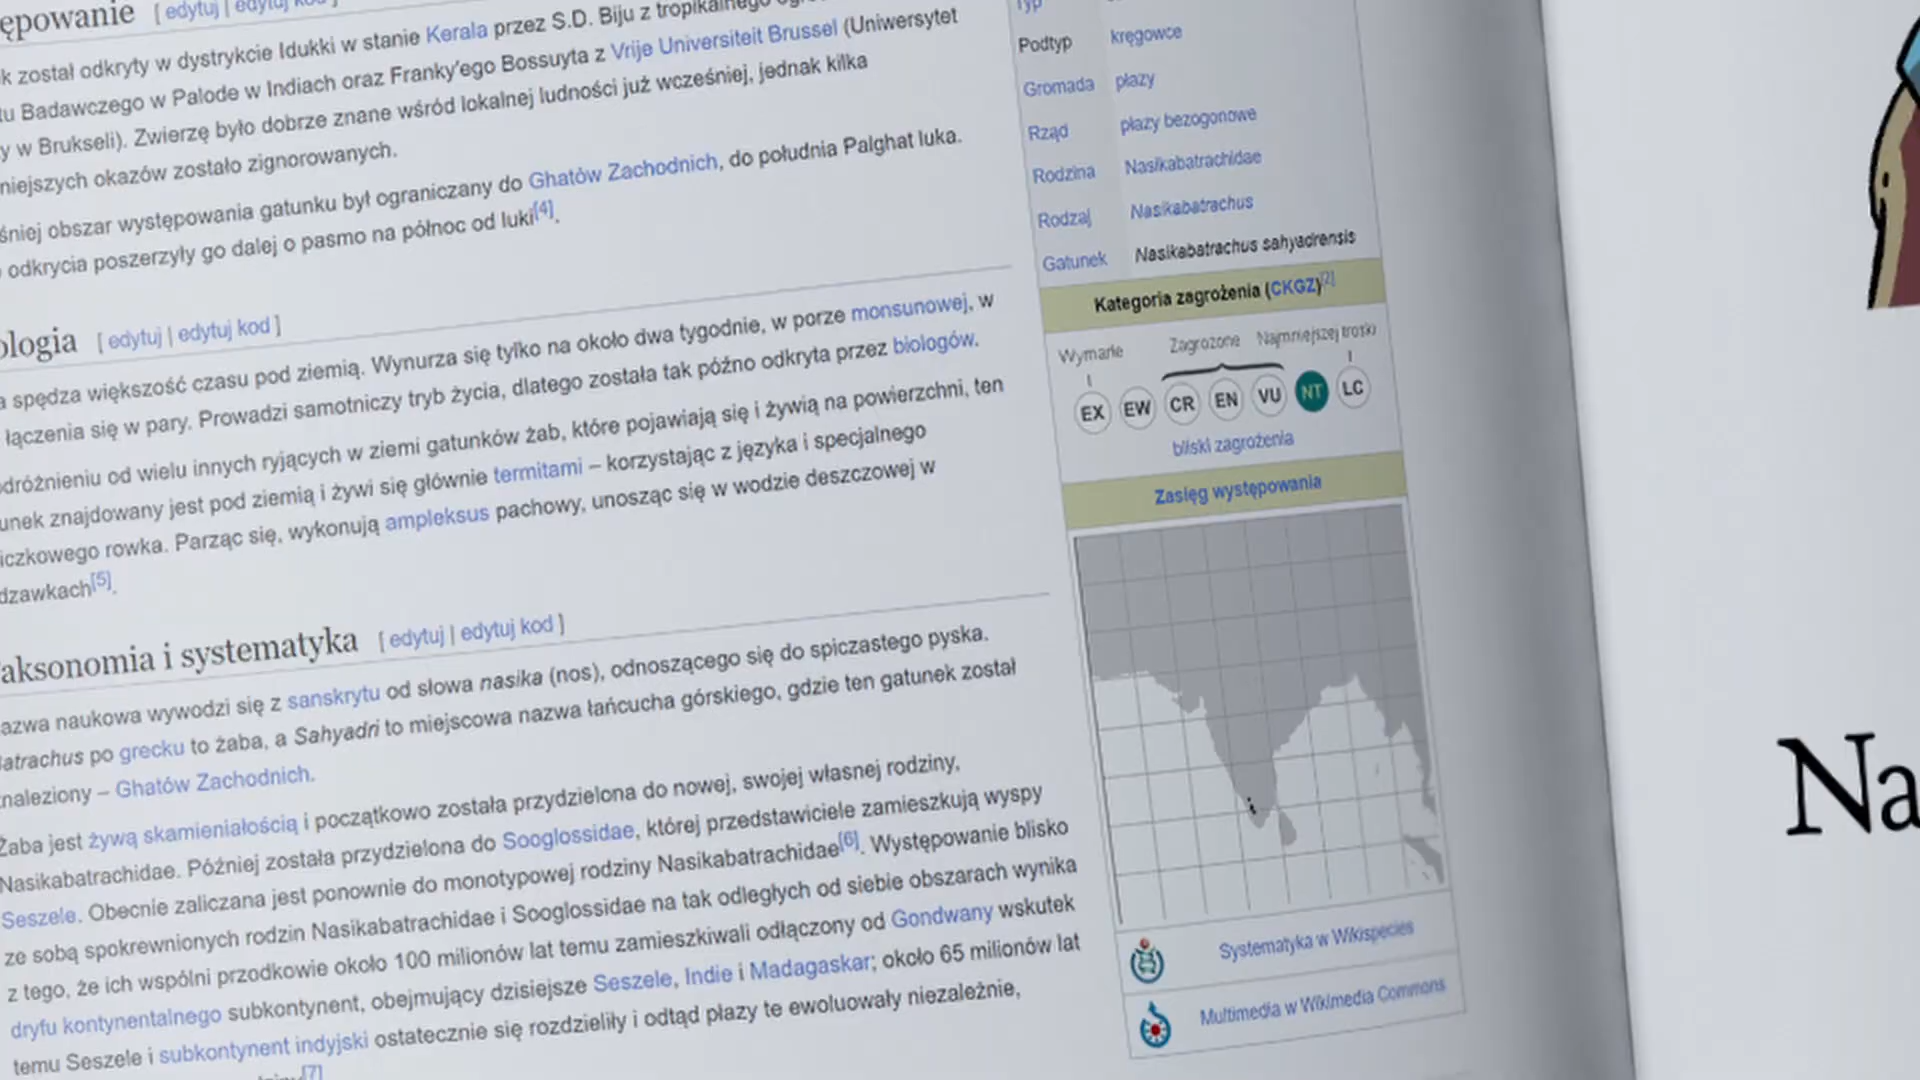 ępowanie [ edytuj | edytuj kod ]
k został odkryty w dystrykcie Idukki w stanie Kerala przez S.D. Biju z tropikalnego
tu Badawczego w Palode w Indiach oraz Franky'ego Bossuyta z Vrije Universiteit Brussel (Uniwersytet
y w Brukseli). Zwierzę było dobrze znane wśród lokalnej ludności już wcześniej, jednak kilka
niejszych okazów zostało zignorowanych.
śniej obszar występowania gatunku był ograniczany do Ghatów Zachodnich, do południa Palghat luka.
odkrycia poszerzyły go dalej o pasmo na północ od luki[4].
ologia [ edytuj | edytuj kod ]
a spędza większość czasu pod ziemią. Wynurza się tylko na około dwa tygodnie, w porze monsunowej, w
łączenia się w pary. Prowadzi samotniczy tryb życia, dlatego została tak późno odkryta przez biologów.
dróżnieniu od wielu innych ryjących w ziemi gatunków żab, które pojawiają się i żywią na powierzchni, ten
unek znajdowany jest pod ziemią i żywi się głównie termitami – korzystając z języka i specjalnego
iczkowego rowka. Parząc się, wykonują ampleksus pachowy, unosząc się w wodzie deszczowej w
dzawkach[5].
aksonomia i systematyka [ edytuj | edytuj kod ]
azwa naukowa wywodzi się z sanskrytu od słowa nasika (nos), odnoszącego się do spiczastego pyska.
atrachus po grecku to żaba, a Sahyadri to miejscowa nazwa łańcucha górskiego, gdzie ten gatunek został
naleziony – Ghatów Zachodnich.
Żaba jest żywą skamieniałością i początkowo została przydzielona do nowej, swojej własnej rodziny,
Nasikabatrachidae. Później została przydzielona do Sooglossidae, której przedstawiciele zamieszkują wyspy
Seszele. Obecnie zaliczana jest ponownie do monotypowej rodziny Nasikabatrachidae[6]. Występowanie blisko
ze sobą spokrewnionych rodzin Nasikabatrachidae i Sooglossidae na tak odległych od siebie obszarach wynika
z tego, że ich wspólni przodkowie około 100 milionów lat temu zamieszkiwali odłączony od Gondwany wskutek
dryfu kontynentalnego subkontynent, obejmujący dzisiejsze Seszele, Indie i Madagaskar; około 65 milionów lat
temu Seszele i subkontynent indyjski ostatecznie się rozdzieliły i odtąd płazy te ewoluowały niezależnie,
[7]
Typ
Podtyp kręgowce
Gromada płazy
Rząd płazy bezogonowe
Rodzina Nasikabatrachidae
Rodzaj Nasikabatrachus
Gatunek Nasikabatrachus sahyadrensis
Kategoria zagrożenia (CKGZ)[2]
Wymarłe Zagrożone Najmniejszej troski
EX EW CR EN VU NT LC
bliski zagrożenia
Zasięg występowania
Systematyka w Wikispecies
Multimedia w Wikimedia Commons
Na